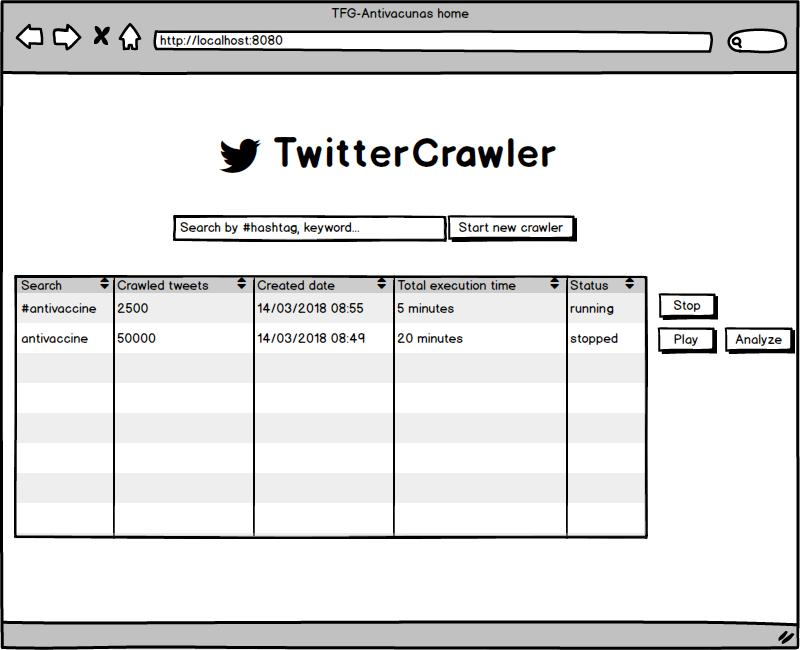 TFG-Antivacunas home
http://localhost:8080
TwitterCrawler
Search by #hashtag, keyword... Start new crawler
Search Crawled tweets Created date Total execution time Status
#antivaccine 2500 14/03/2018 08:55 5 minutes running Stop
antivaccine 50000 14/03/2018 08:49 20 minutes stopped Play Analyze